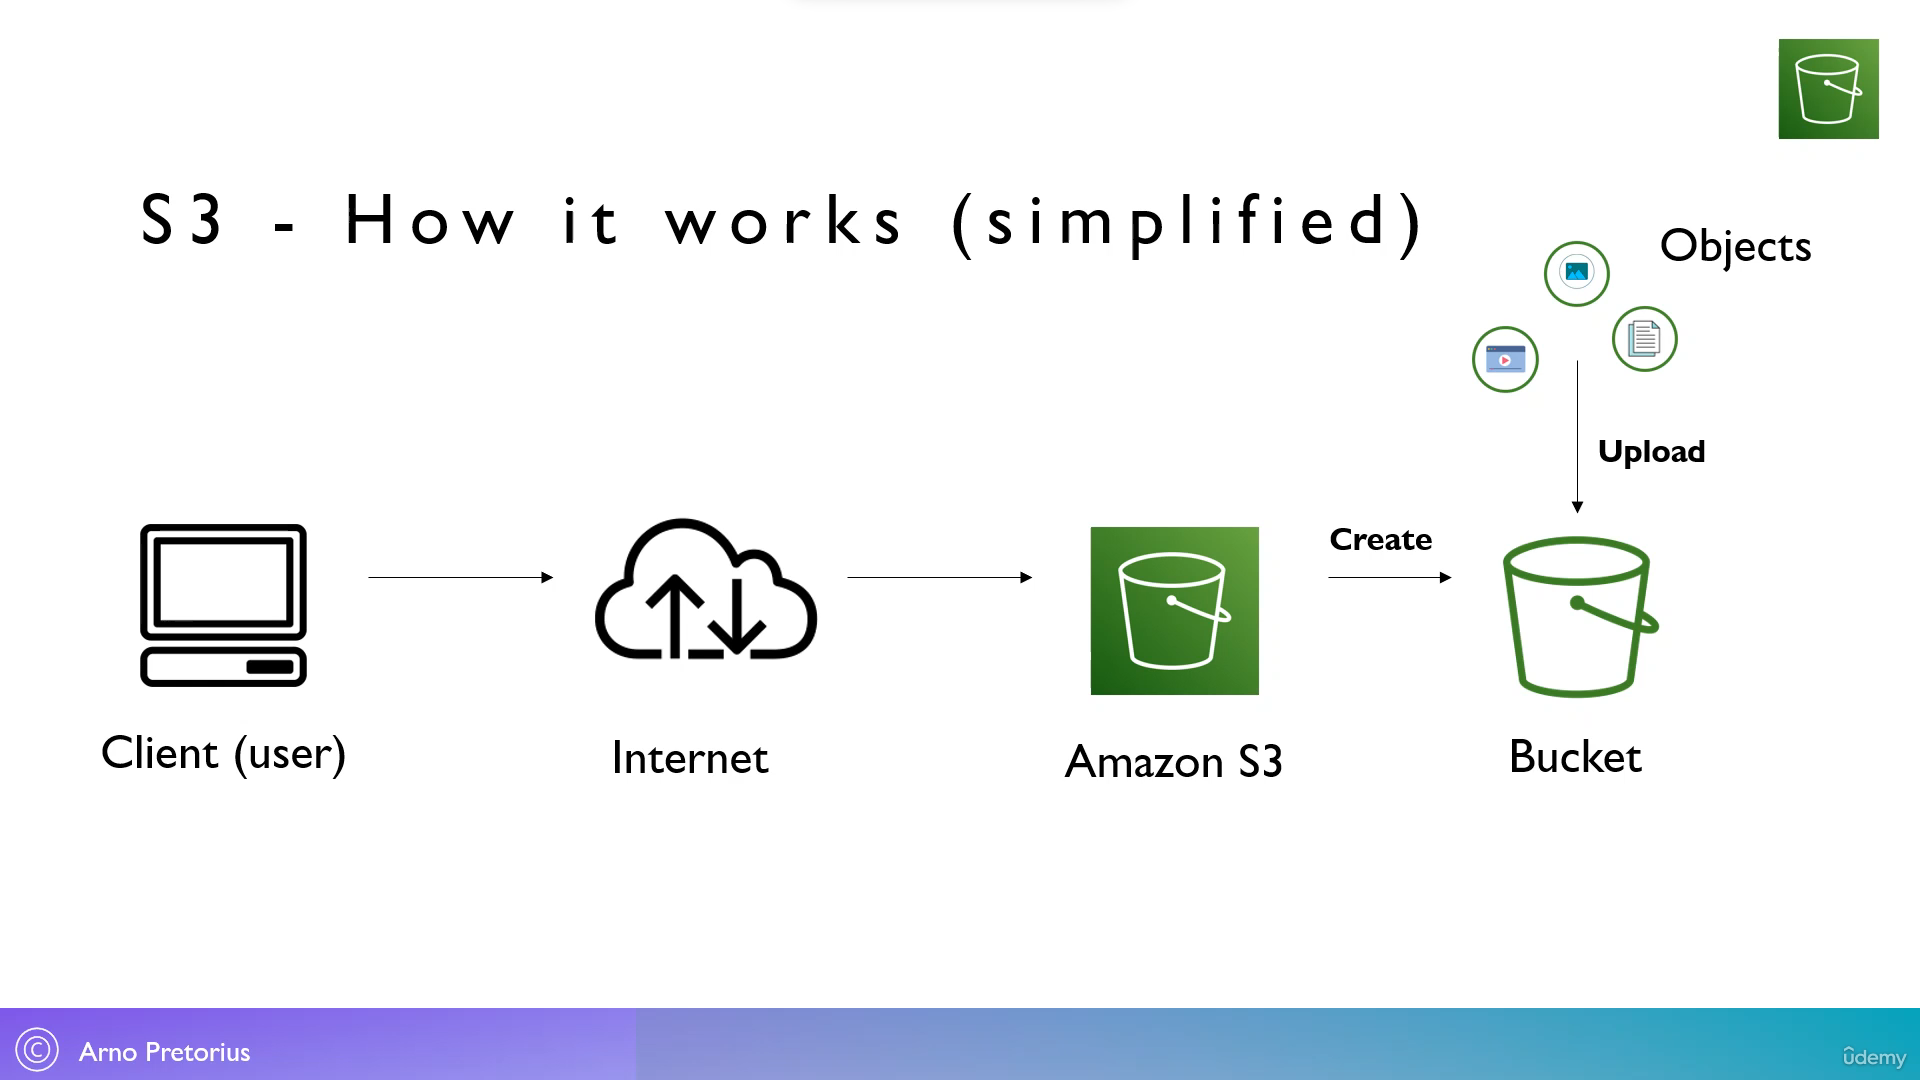 S3 - How it works (simplified)
Objects
Upload
Create
Client (user)
Internet
Amazon S3
Bucket
© Arno Pretorius
ûdemy